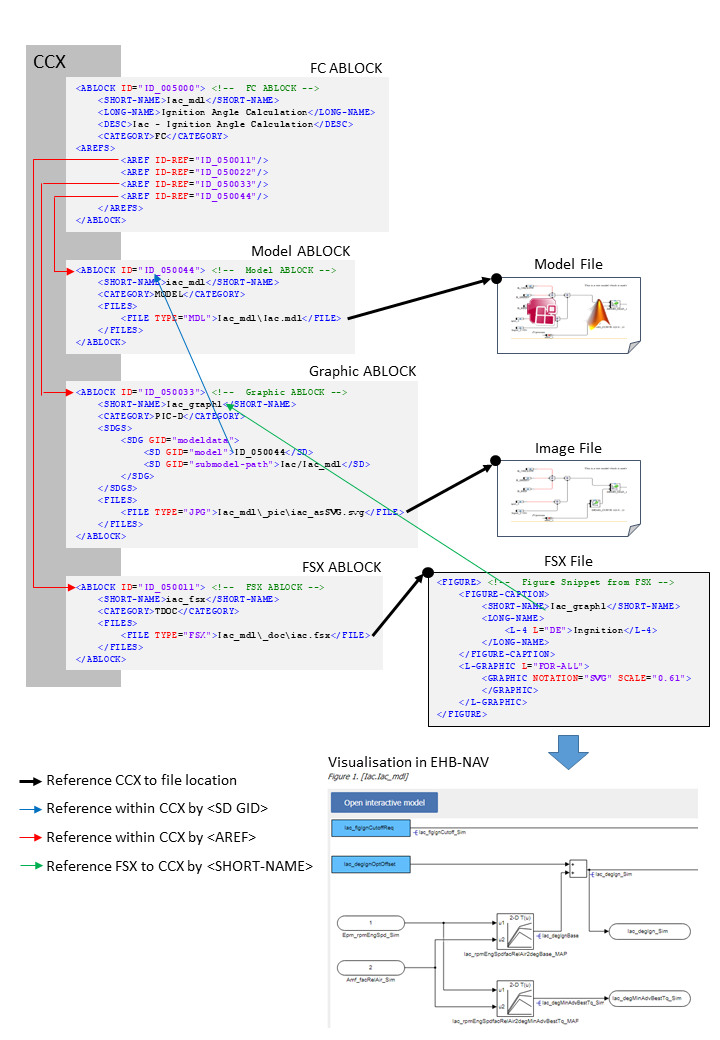 CCX
FC ABLOCK
<ABLOCK ID="ID_005000"> <!-- FC ABLOCK -->
<SHORT-NAME>Iac_mdl</SHORT-NAME>
<LONG-NAME>Ignition Angle Calculation</LONG-NAME>
<DESC>Iac - Ignition Angle Calculation</DESC>
<CATEGORY>FC</CATEGORY>
<AREFS>
<AREF ID-REF="ID_050011"/>
<AREF ID-REF="ID_050022"/>
<AREF ID-REF="ID_050033"/>
<AREF ID-REF="ID_050044"/>
</AREFS>
</ABLOCK>
Model ABLOCK
<ABLOCK ID="ID_050044"> <!-- Model ABLOCK -->
<SHORT-NAME>iac_mdl</SHORT-NAME>
<CATEGORY>MODEL</CATEGORY>
<FILES>
<FILE TYPE="MDL">Iac_mdl\Iac.mdl</FILE>
</FILES>
</ABLOCK>
Model File
Graphic ABLOCK
<ABLOCK ID="ID_050033"> <!-- Graphic ABLOCK -->
<SHORT-NAME>Iac_graph1</SHORT-NAME>
<CATEGORY>PIC-D</CATEGORY>
<SDGS>
<SDG GID="modeldata">
<SD GID="model">ID_050044</SD>
<SD GID="submodel-path">Iac/Iac_mdl</SD>
</SDG>
</SDGS>
<FILES>
<FILE TYPE="JPG">Iac_mdl\_pic\iac_asSVG.svg</FILE>
</FILES>
</ABLOCK>
Image File
FSX ABLOCK
<ABLOCK ID="ID_050011"> <!-- FSX ABLOCK -->
<SHORT-NAME>iac_fsx</SHORT-NAME>
<CATEGORY>TDOC</CATEGORY>
<FILES>
<FILE TYPE="FSX">Iac_mdl\_doc\iac.fsx</FILE>
</FILES>
</ABLOCK>
FSX File
<FIGURE> <!-- Figure Snippet from FSX -->
<FIGURE-CAPTION>
<SHORT-NAME>Iac_graph1</SHORT-NAME>
<LONG-NAME>
<L-4 L="DE">Ingnition</L-4>
</LONG-NAME>
</FIGURE-CAPTION>
<L-GRAPHIC L="FOR-ALL">
<GRAPHIC NOTATION="SVG" SCALE="0.61">
</GRAPHIC>
</L-GRAPHIC>
</FIGURE>
Reference CCX to file location
Reference within CCX by <SD GID>
Reference within CCX by <AREF>
Reference FSX to CCX by <SHORT-NAME>
Visualisation in EHB-NAV
Figure 1. [Iac.Iac_mdl]
Open interactive model
Iac_flgIgnCutoffReq
Iac_flgIgnCutoff_Sim
Iac_degIgnOptOffset
Iac_degIgn_Sim
1
Epm_rpmEngSpd_Sim
u1
u2
2-D T(u)
Iac_degIgnBase
Iac_rpmEngSpdfacRelAir2degBase_MAP
Iac_degIgn_Sim
2
Amf_facRelAir_Sim
u1
u2
2-D T(u)
Iac_degMinAdvBestTq_Sim
Iac_degMinAdvBestTq_Sim
Iac_rpmEngSpdfacRelAir2degMinAdvBestTq_MAP